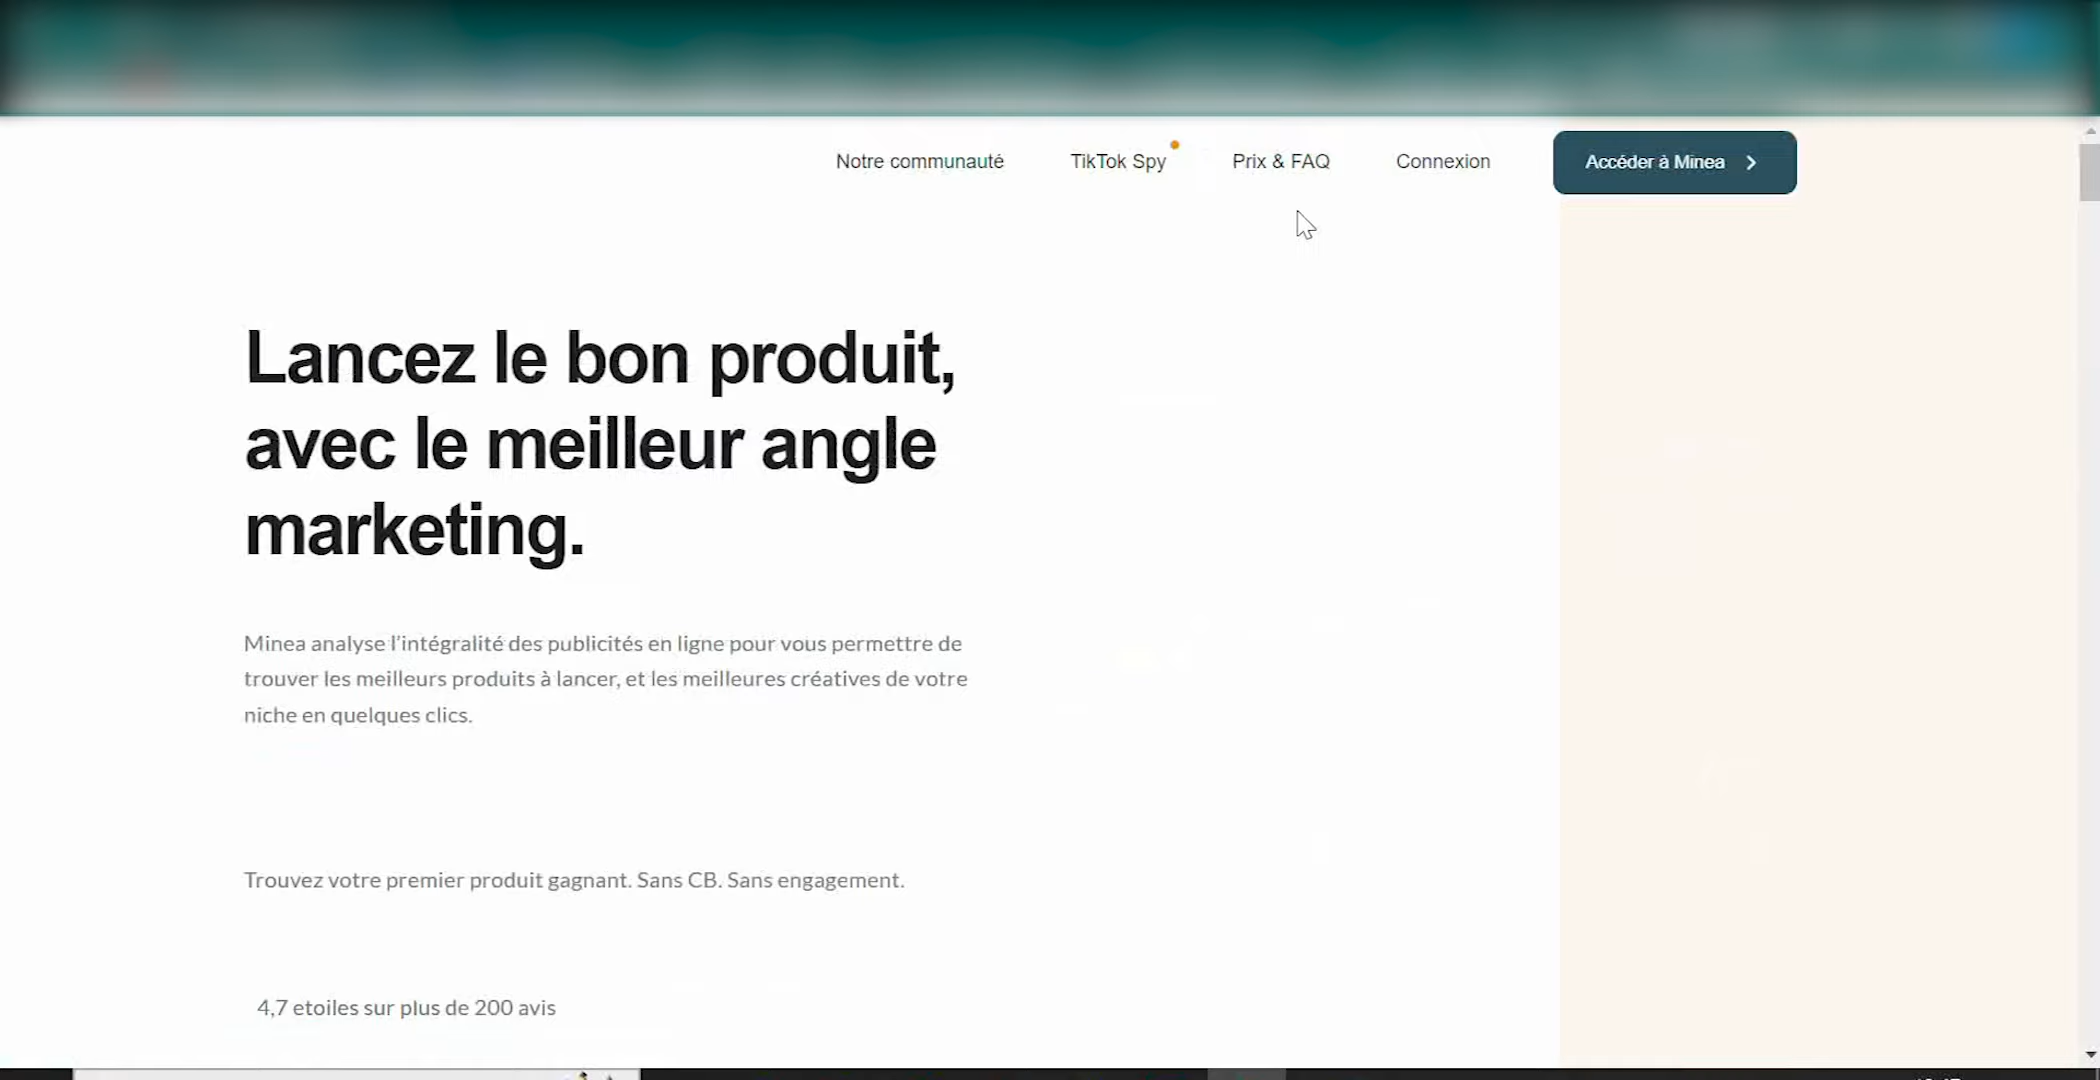 Notre communauté TikTok Spy Prix & FAQ Connexion Accéder à Minea
Lancez le bon produit,
avec le meilleur angle
marketing.
Minea analyse l'intégralité des publicités en ligne pour vous permettre de
trouver les meilleurs produits à lancer, et les meilleures créatives de votre
niche en quelques clics.
Trouvez votre premier produit gagnant. Sans CB. Sans engagement.
4,7 etoiles sur plus de 200 avis